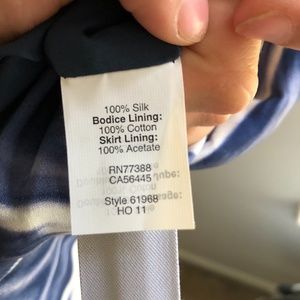 100% Silk
Bodice Lining:
100% Cotton
Skirt Lining:
100% Acetate
RN77388
CA56445
Style 61968
HO 11